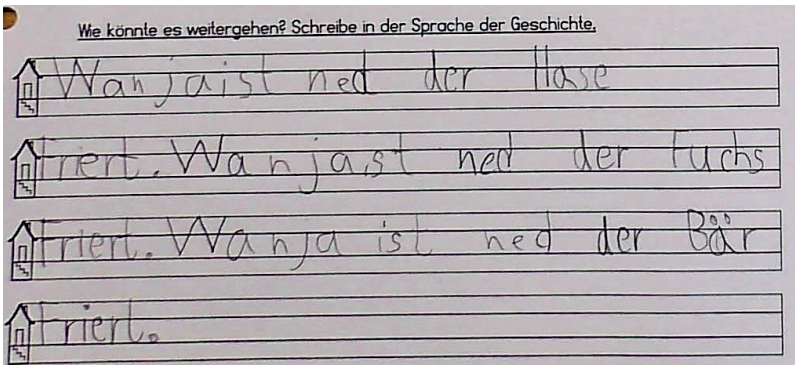 Wie könnte es weitergehen? Schreibe in der Sprache der Geschichte.
Wanjaist ned der Hase
Friert. Wanjast ned der Fuchs
Friert. Wanja ist ned der Bär
Friert.